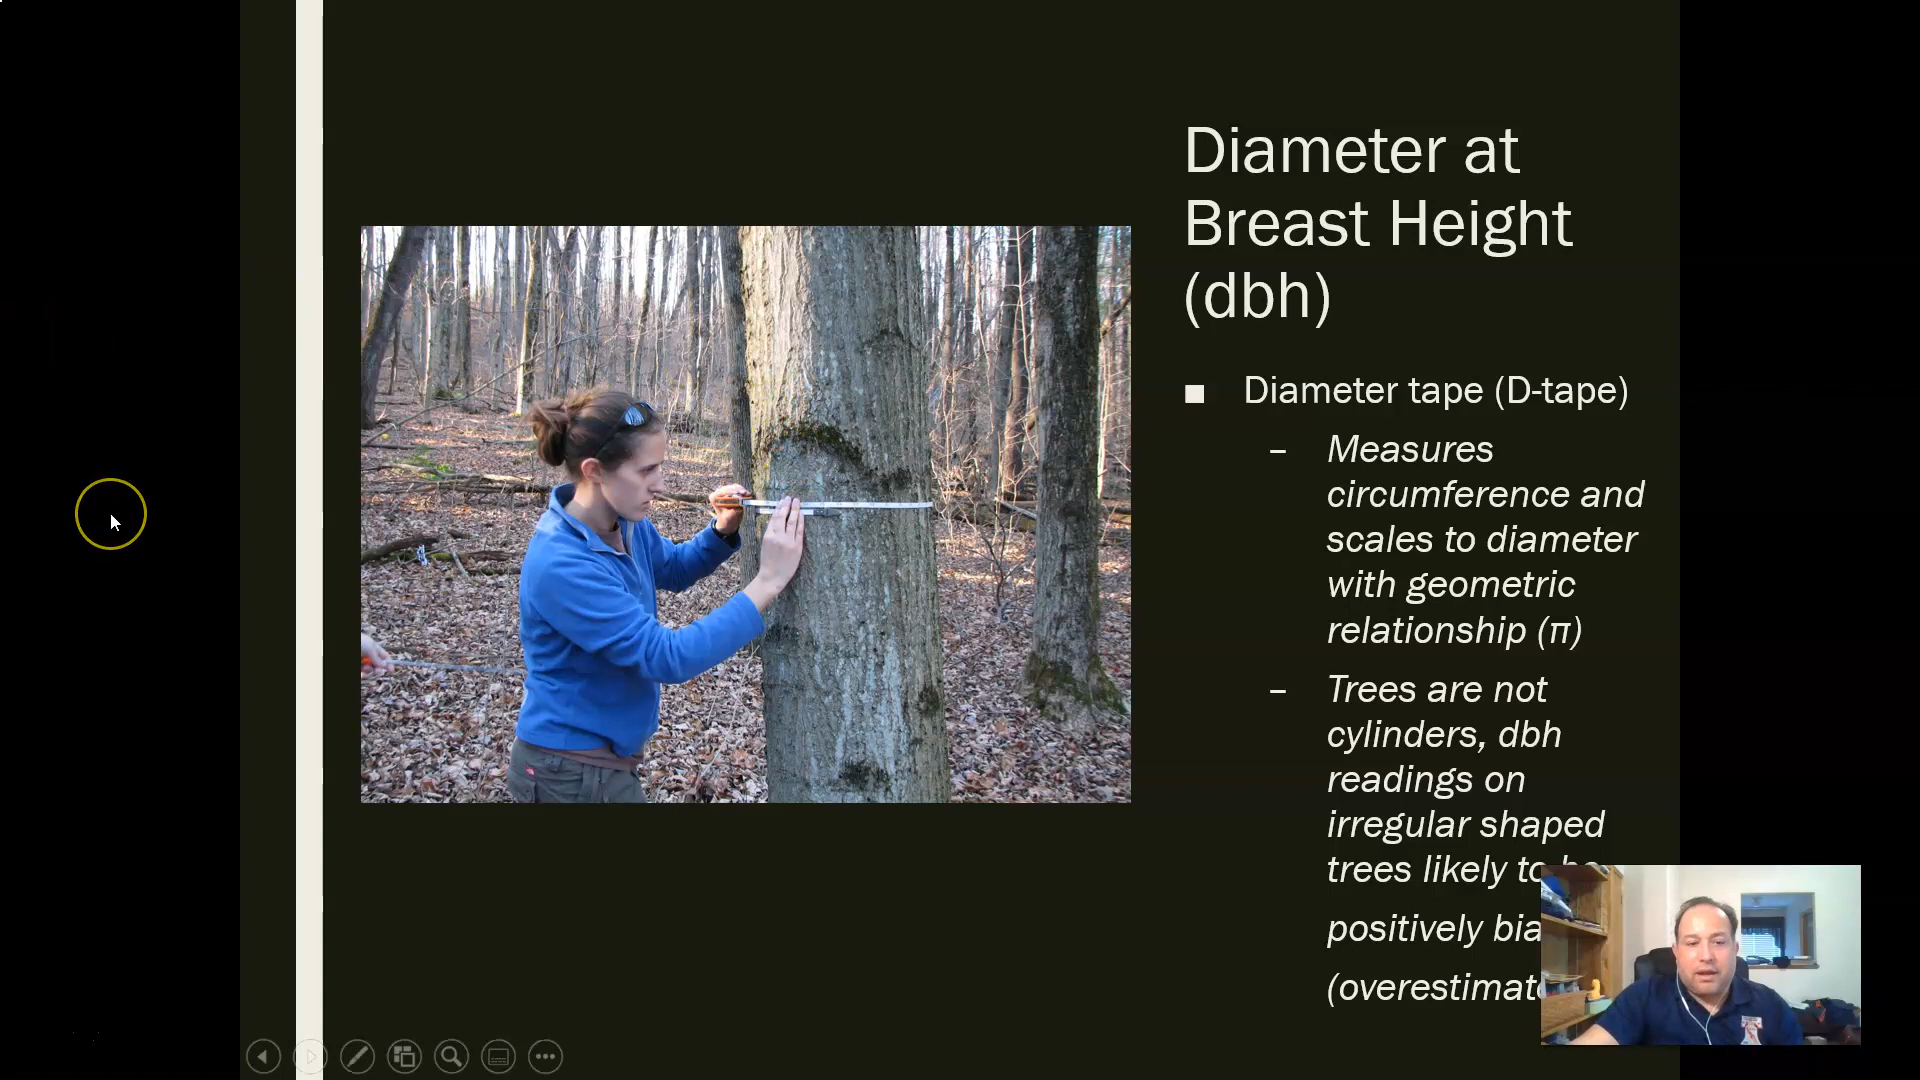 Diameter at
Breast Height
(dbh)
■ Diameter tape (D-tape)
– Measures
circumference and
scales to diameter
with geometric
relationship (π)
– Trees are not
cylinders, dbh
readings on
irregular shaped
trees likely to be
positively